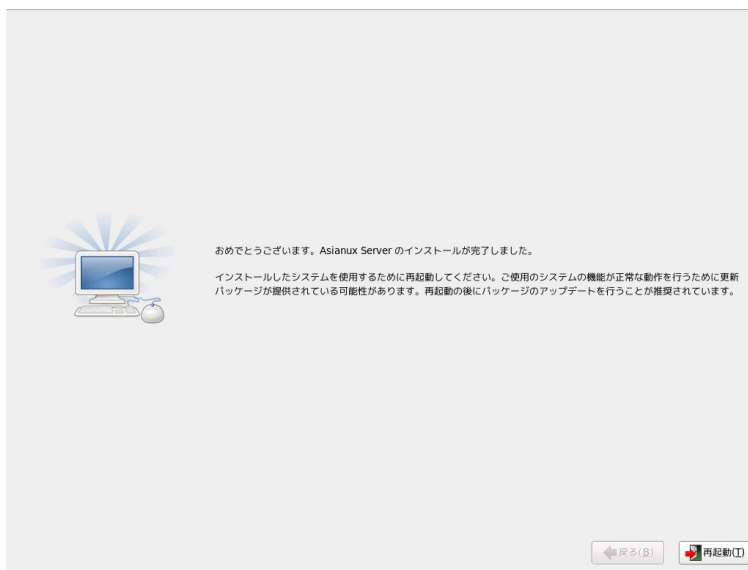 おめでとうございます。Asianux Server のインストールが完了しました。
インストールしたシステムを使用するために再起動してください。ご使用のシステムの機能が正常な動作を行うために更新
パッケージが提供されている可能性があります。再起動の後にパッケージのアップデートを行うことが推奨されています。
戻る(B)
再起動(T)